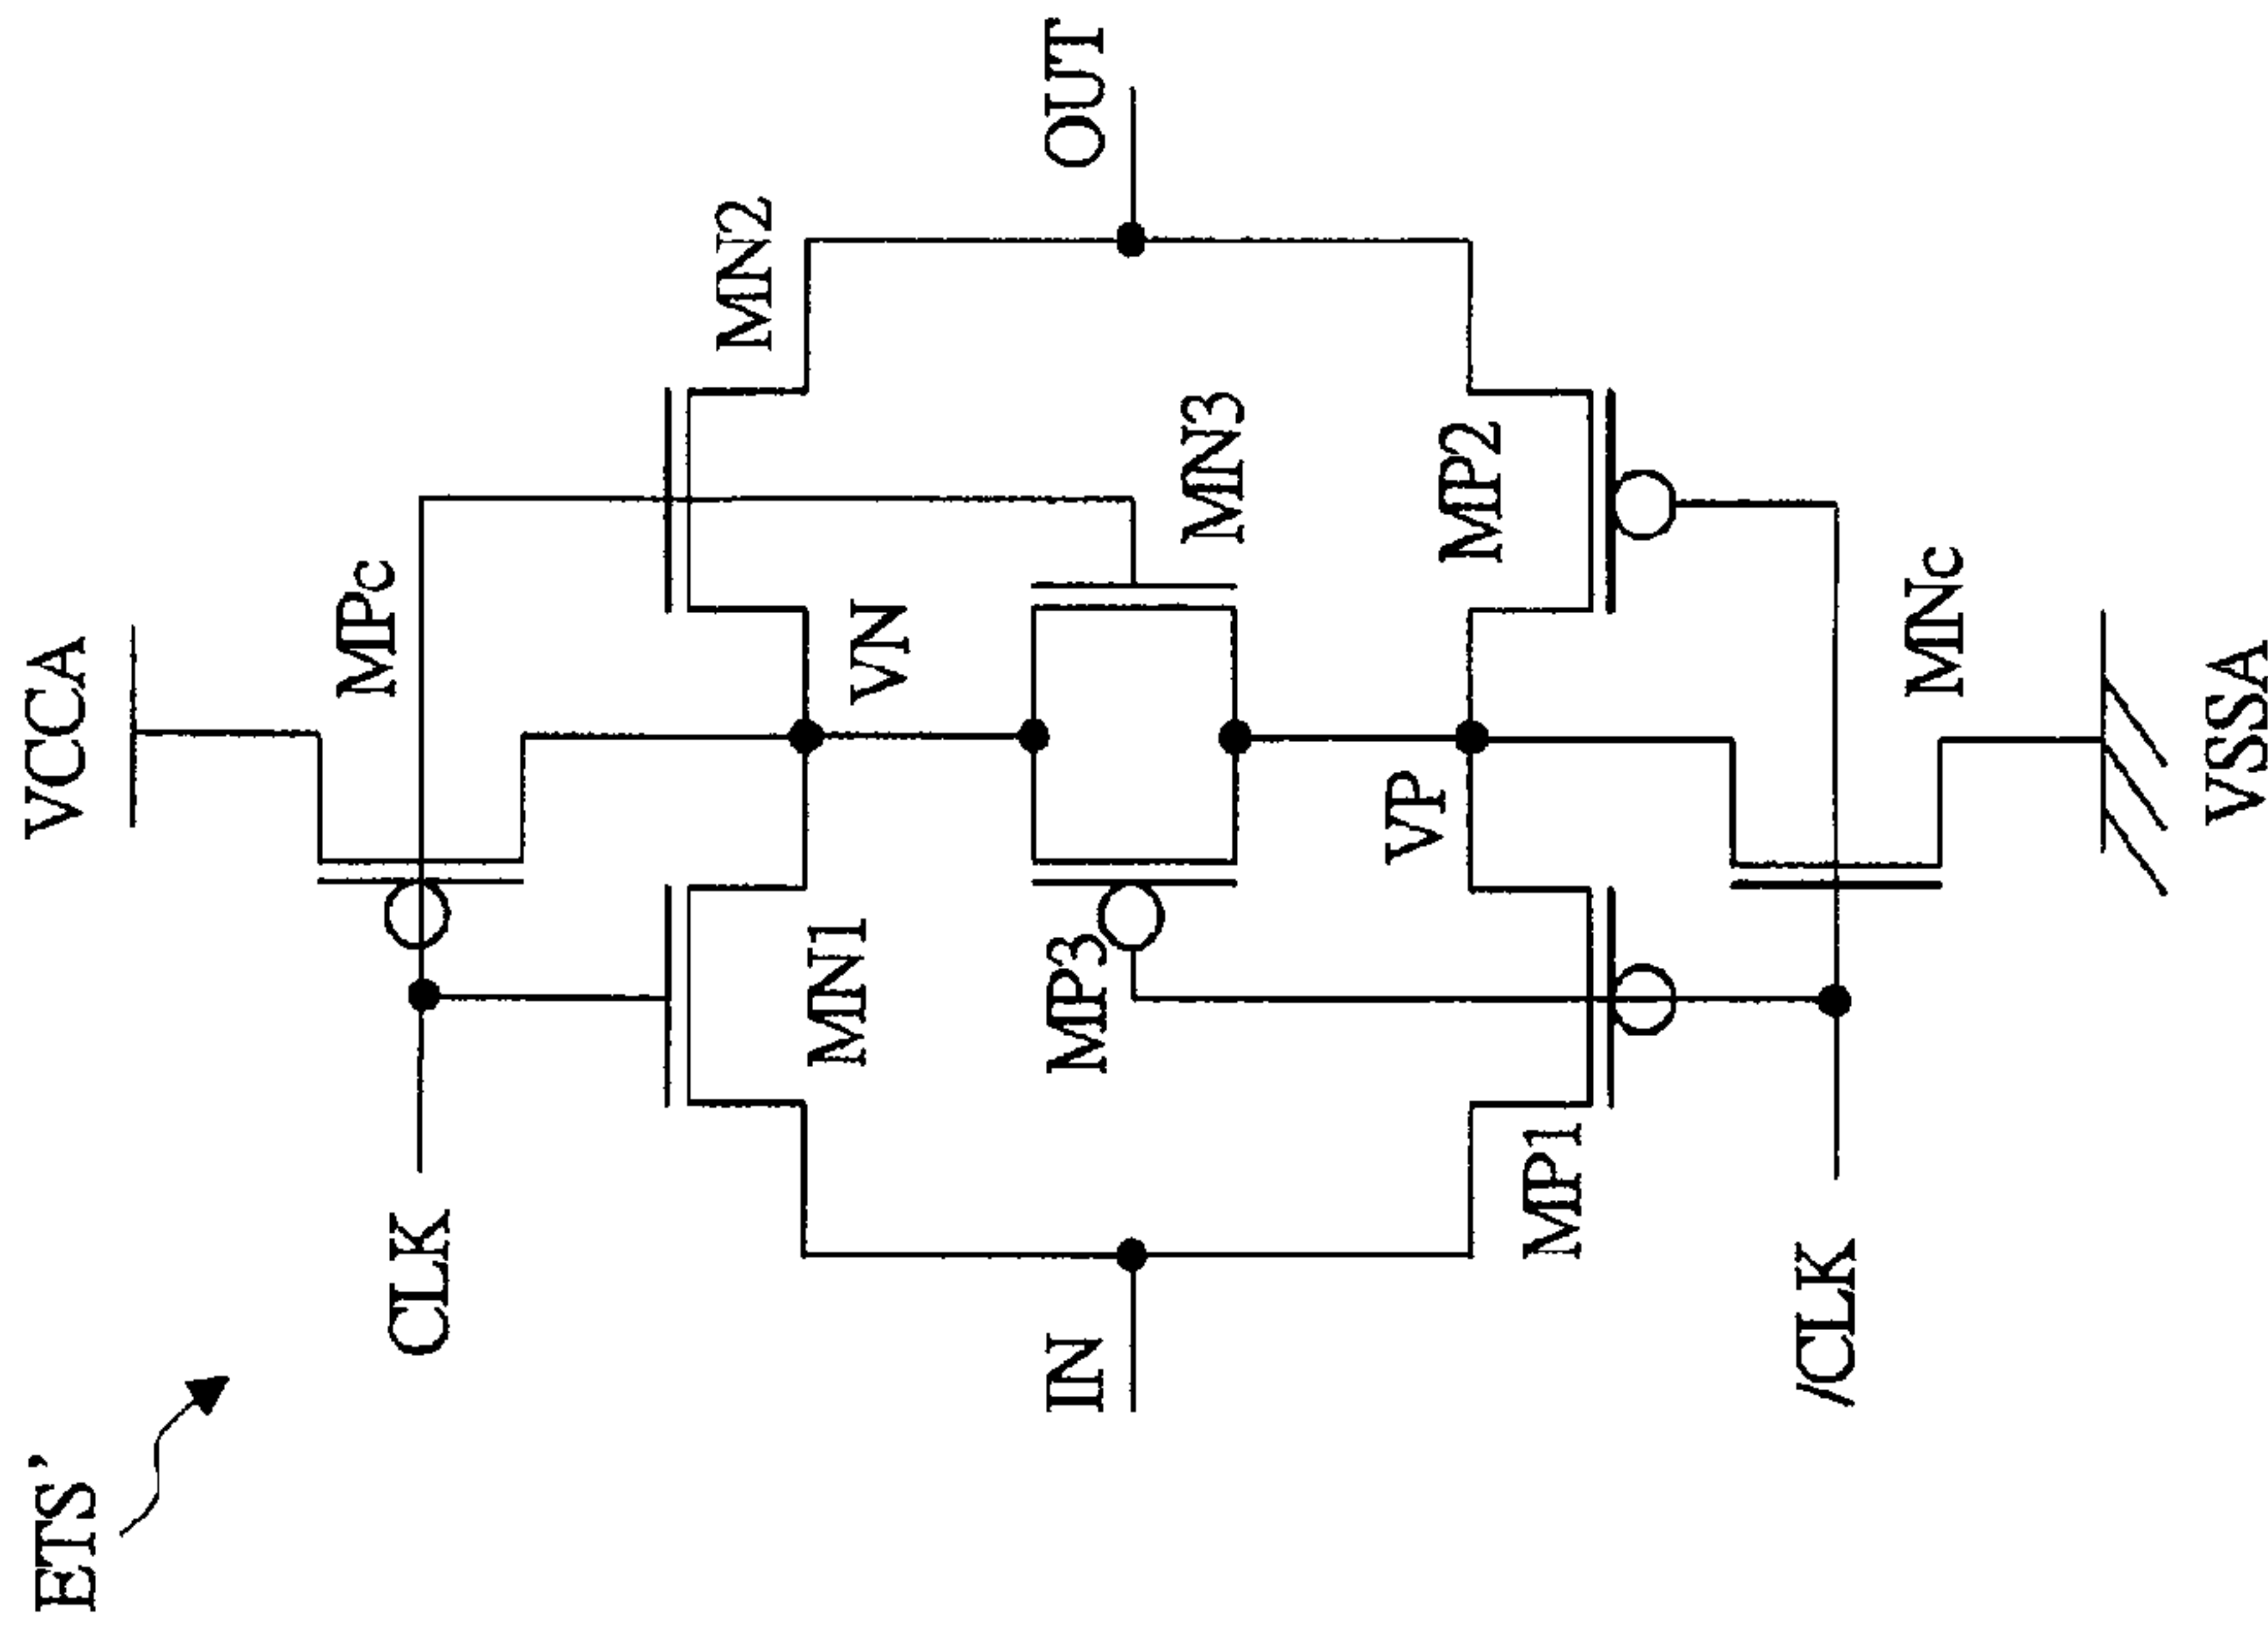 ETS’
VCCA
CLK
MPc
MN2
MN1
VN
IN
MP3
MN3
OUT
VP
MP2
MP1
/CLK
MNc
VSSA